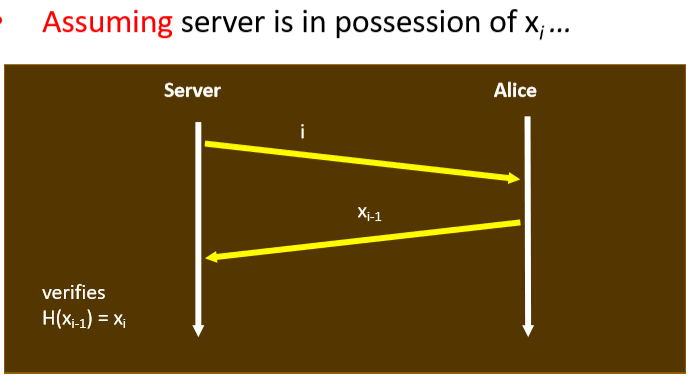 • Assuming server is in possession of xᵢ...
Server Alice
i
xᵢ₋₁
verifies
H(xᵢ₋₁) = xᵢ